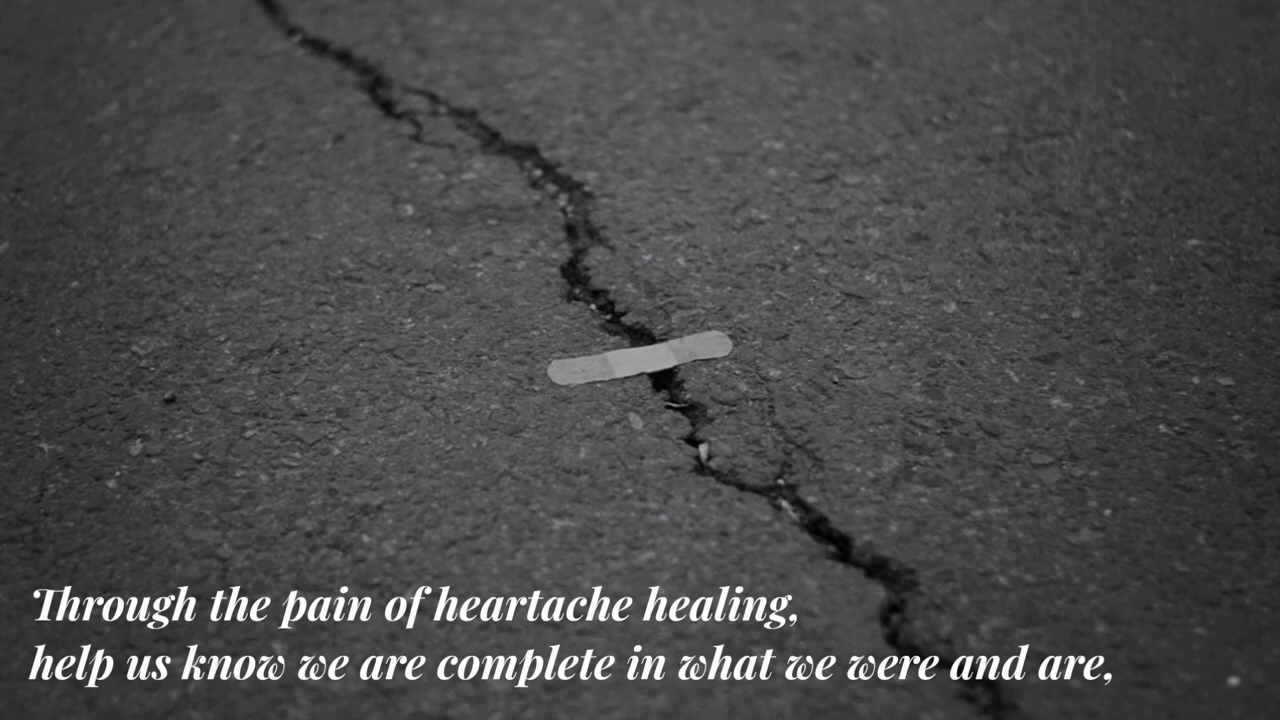 Through the pain of heartache healing,
help us know we are complete in what we were and are,